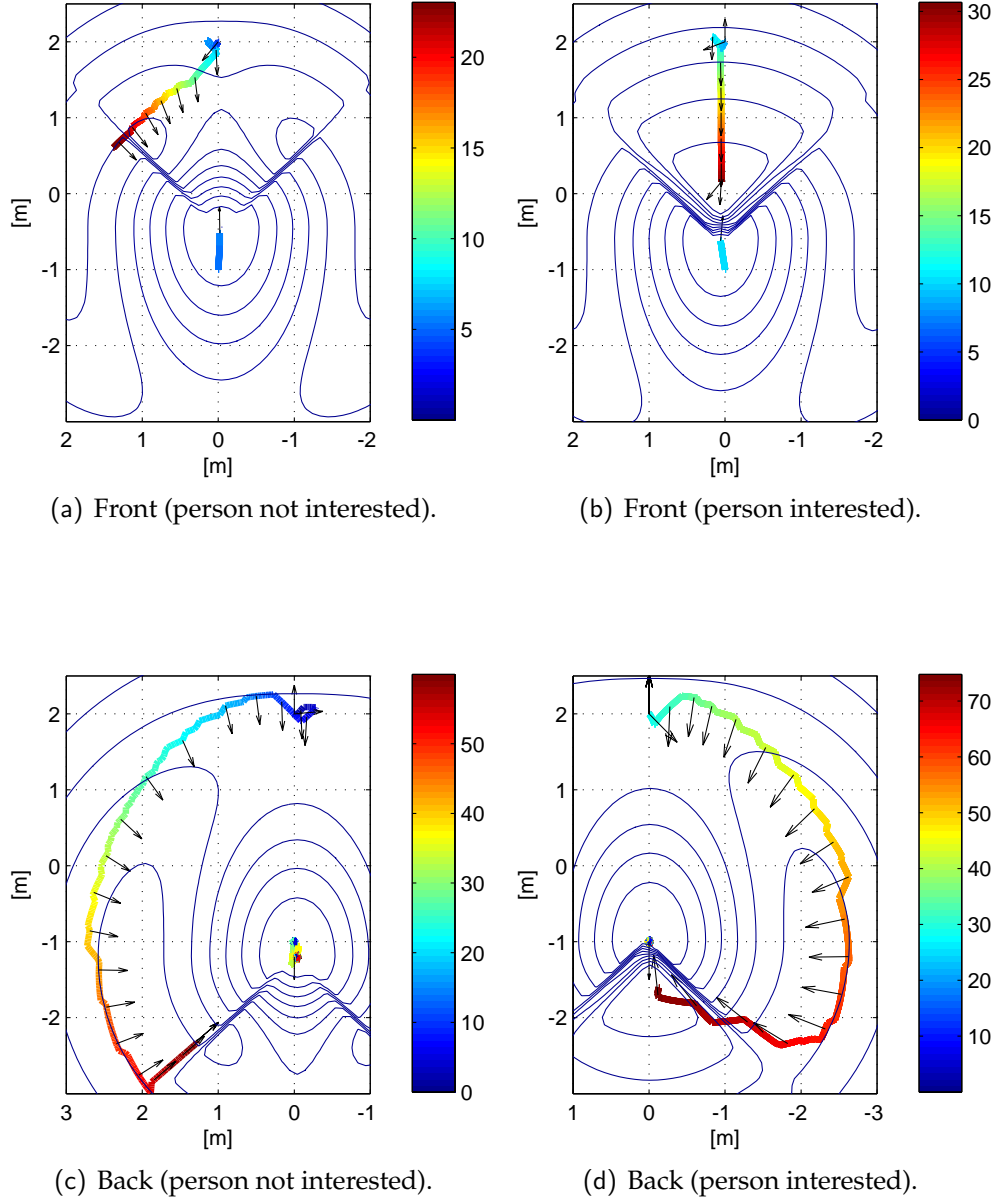 2
1
0
-1
-2
[m]
2 1 0 -1 -2
[m]
20
15
10
5
2
1
0
-1
-2
[m]
2 1 0 -1 -2
[m]
30
25
20
15
10
5
0
(a) Front (person not interested).
(b) Front (person interested).
2
1
0
-1
-2
[m]
3 2 1 0 -1
[m]
50
40
30
20
10
0
2
1
0
-1
-2
[m]
1 0 -1 -2 -3
[m]
70
60
50
40
30
20
10
(c) Back (person not interested).
(d) Back (person interested).